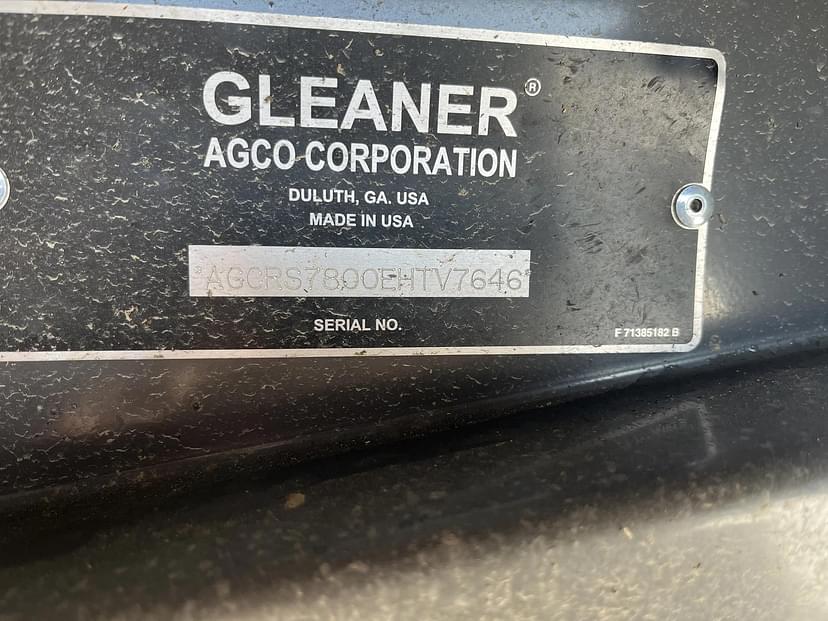 GLEANER®
AGCO CORPORATION
DULUTH, GA. USA
MADE IN USA
*AGCRS7800EHTV7646*
SERIAL NO.
F 71385182 B